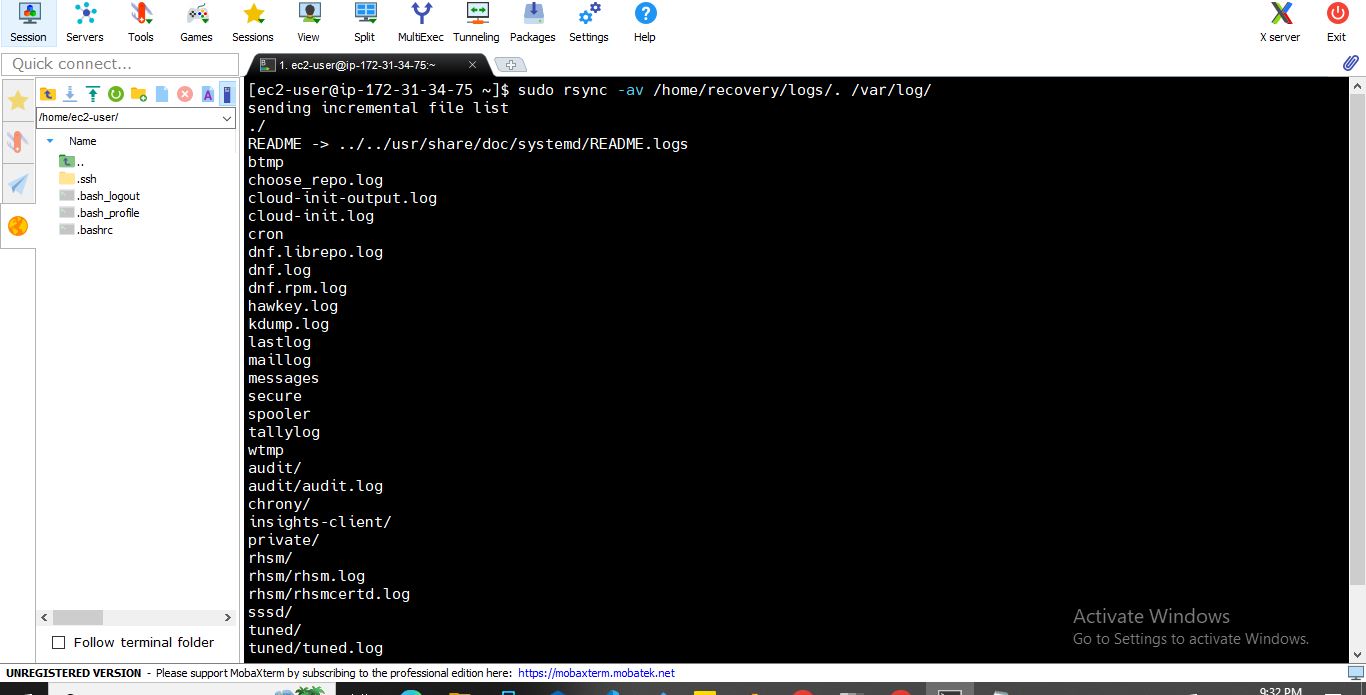 Session Servers Tools Games Sessions View Split MultiExec Tunneling Packages Settings Help X server Exit
Quick connect...
1. ec2-user@ip-172-31-34-75:~
/home/ec2-user/
Name
..
.ssh
.bash_logout
.bash_profile
.bashrc
Follow terminal folder
[ec2-user@ip-172-31-34-75 ~]$ sudo rsync -av /home/recovery/logs/. /var/log/
sending incremental file list
./
README -> ../../usr/share/doc/systemd/README.logs
btmp
choose_repo.log
cloud-init-output.log
cloud-init.log
cron
dnf.librepo.log
dnf.log
dnf.rpm.log
hawkey.log
kdump.log
lastlog
maillog
messages
secure
spooler
tallylog
wtmp
audit/
audit/audit.log
chrony/
insights-client/
private/
rhsm/
rhsm/rhsm.log
rhsm/rhsmcertd.log
sssd/
tuned/
tuned/tuned.log
Activate Windows
Go to Settings to activate Windows.
UNREGISTERED VERSION - Please support MobaXterm by subscribing to the professional edition here: https://mobaxterm.mobatek.net
9:32 PM